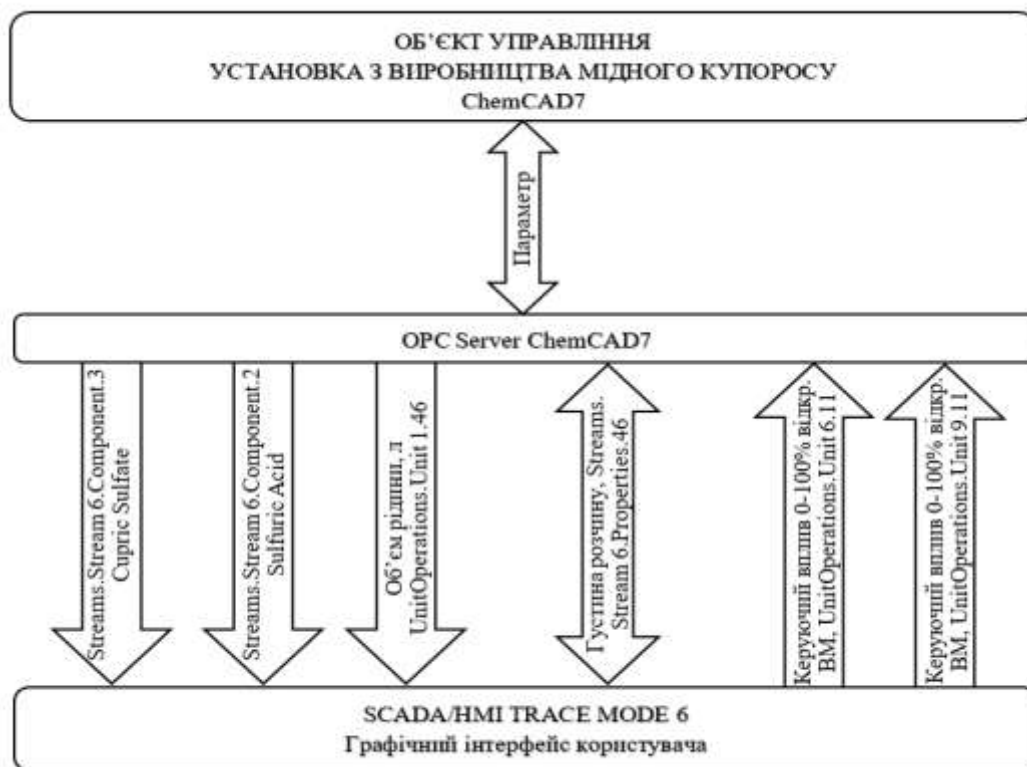 ОБ’ЄКТ УПРАВЛІННЯ
УСТАНОВКА З ВИРОБНИЦТВА МІДНОГО КУПОРОСУ
ChemCAD7
Параметр
OPC Server ChemCAD7
Streams.Stream 6.Component.3
Cupric Sulfate
Streams.Stream 6.Component.2
Sulfuric Acid
Об’єм рідини, л
UnitOperations.Unit 1.46
Густина розчину, Streams.
Stream 6.Properties.46
Керуючий вплив 0-100% відкр.
ВМ, UnitOperations.Unit 6.11
Керуючий вплив 0-100% відкр.
ВМ, UnitOperations.Unit 9.11
SCADA/HMI TRACE MODE 6
Графічний інтерфейс користувача